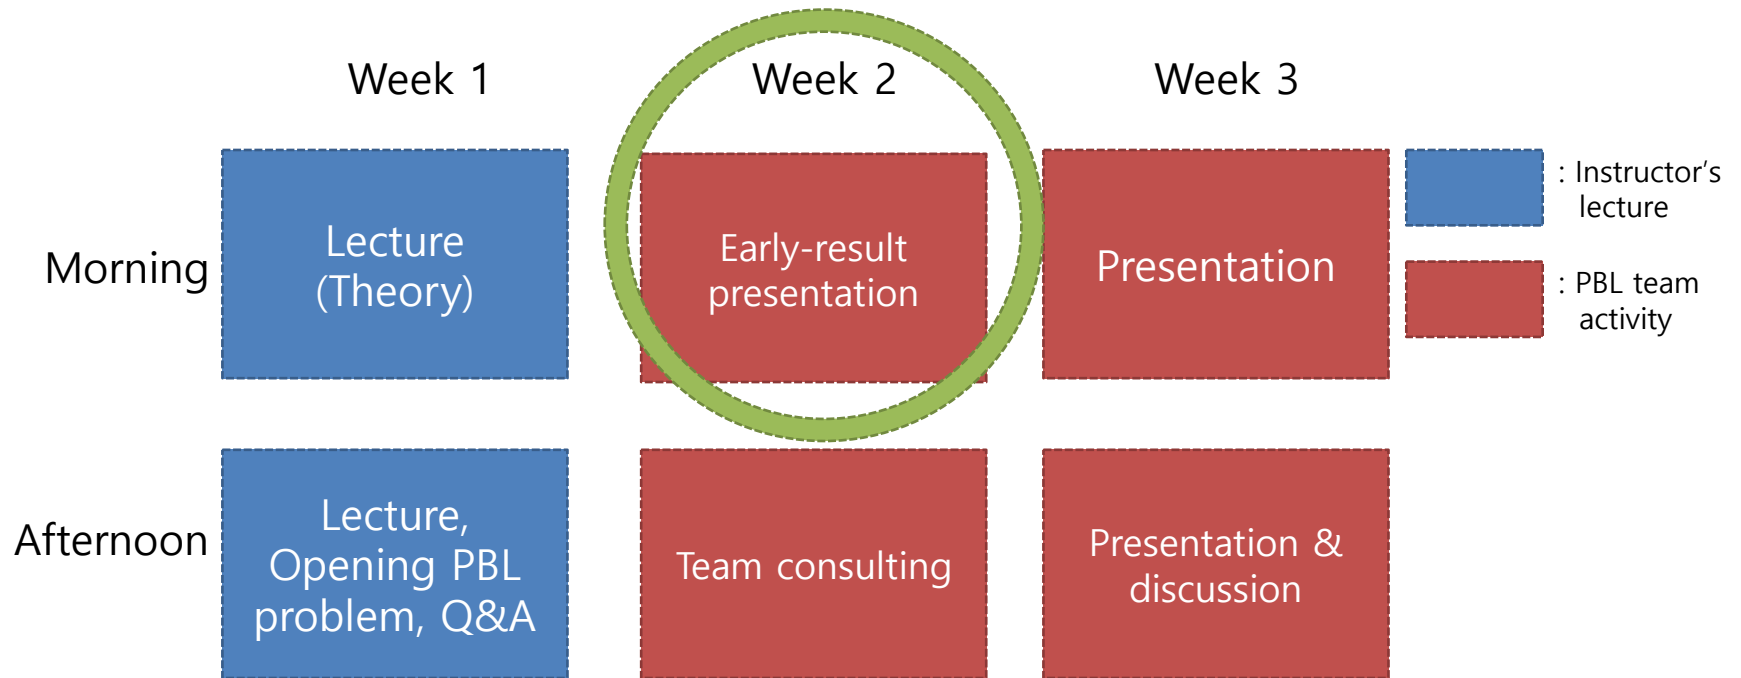 Week 1
Week 2
Week 3
Morning
Lecture
(Theory)
Early-result
presentation
Presentation
: Instructor's
lecture
: PBL team
activity
Afternoon
Lecture,
Opening PBL
problem, Q&A
Team consulting
Presentation &
discussion